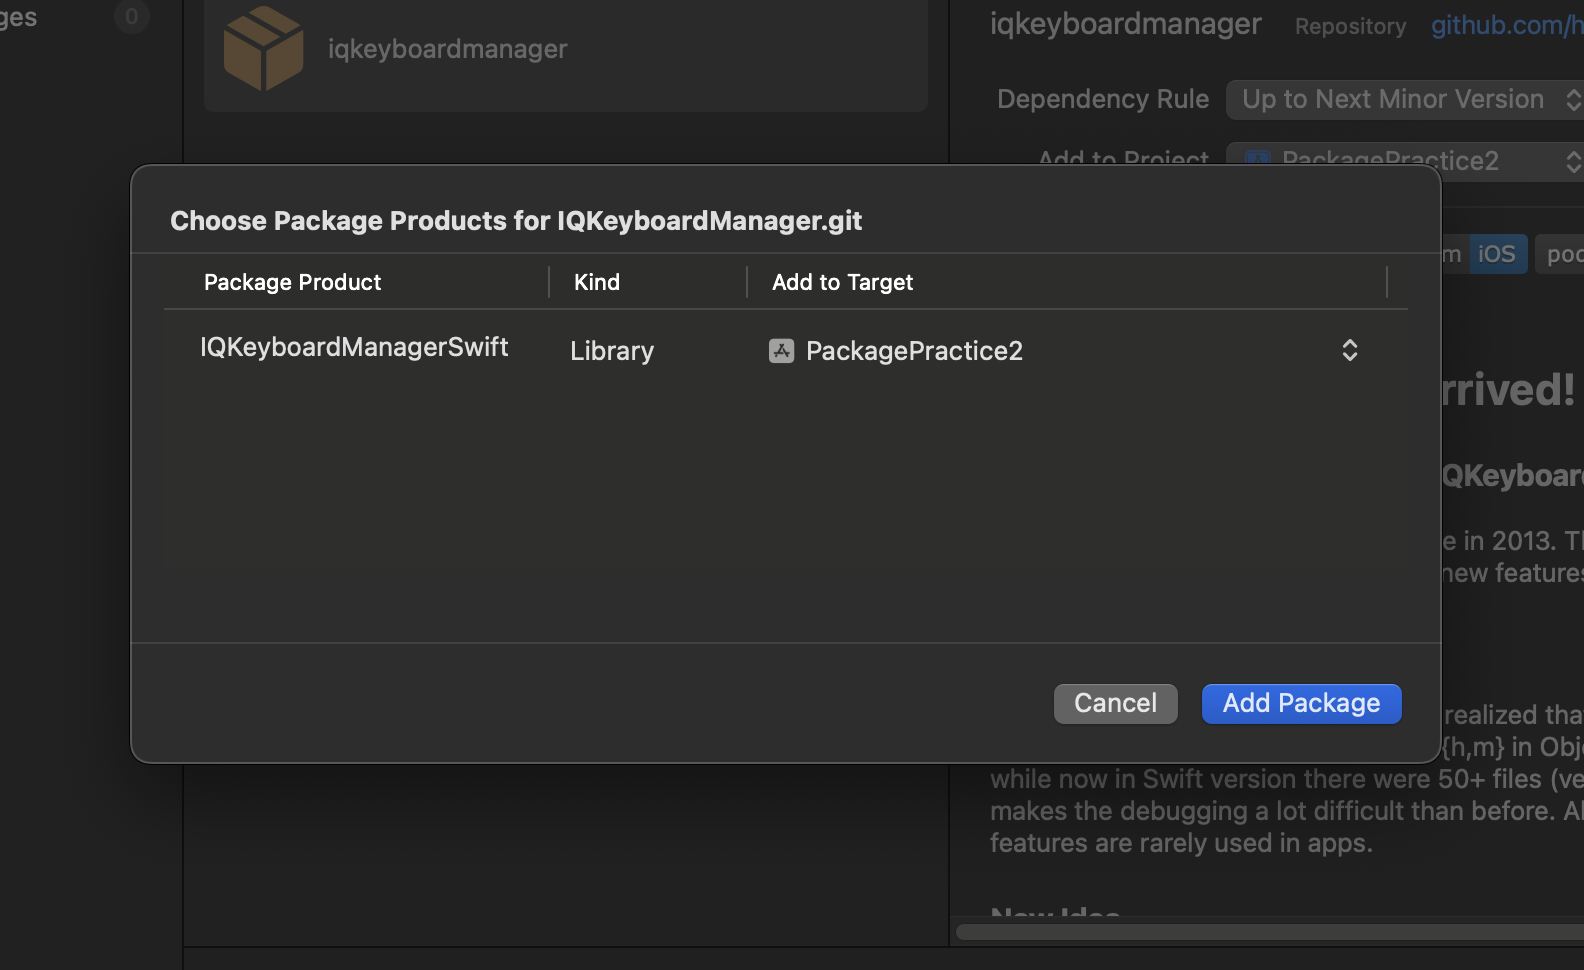 ges 0
iqkeyboardmanager
iqkeyboardmanager Repository github.com/h
Dependency Rule Up to Next Minor Version
Add to Project PackagePractice2
Choose Package Products for IQKeyboardManager.git
Package Product Kind Add to Target
IQKeyboardManagerSwift Library PackagePractice2
m iOS poc
rrived!
QKeyboar
e in 2013. T
new features
Cancel Add Package
realized tha
{h,m} in Obj
while now in Swift version there were 50+ files (ve
makes the debugging a lot difficult than before. Al
features are rarely used in apps.
New Idea